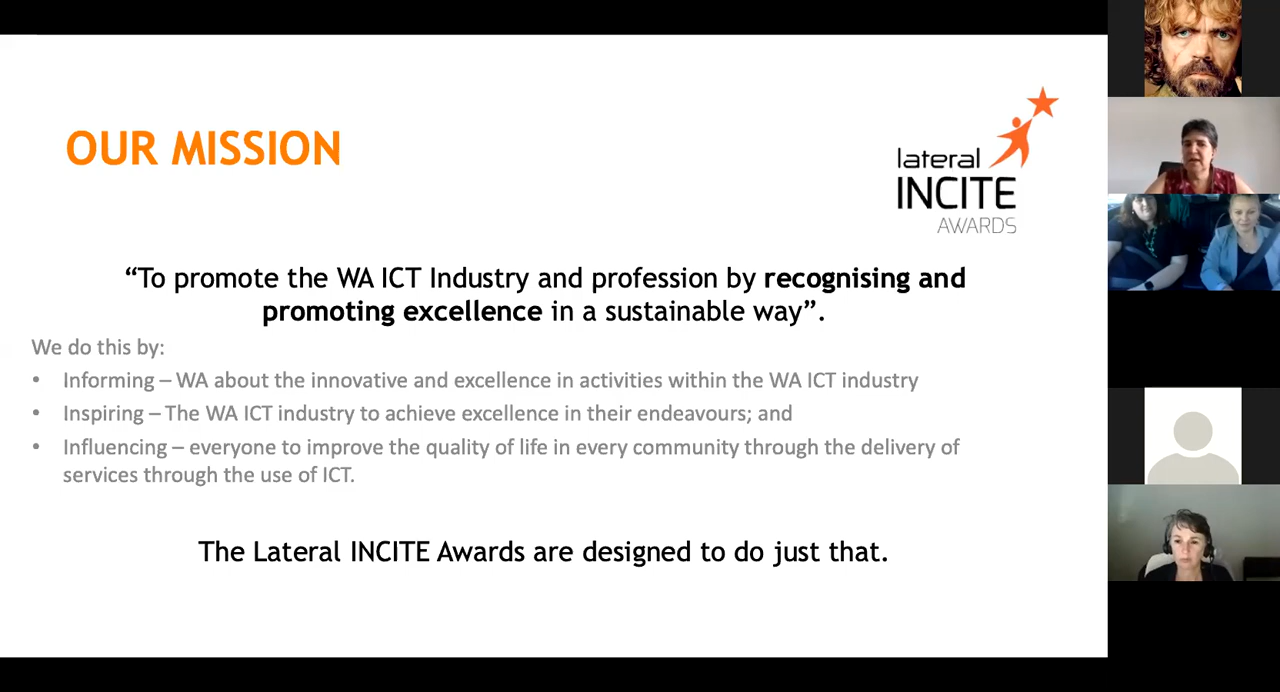 OUR MISSION
lateral
INCITE
AWARDS
“To promote the WA ICT Industry and profession by recognising and
promoting excellence in a sustainable way”.
We do this by:
• Informing – WA about the innovative and excellence in activities within the WA ICT industry
• Inspiring – The WA ICT industry to achieve excellence in their endeavours; and
• Influencing – everyone to improve the quality of life in every community through the delivery of
services through the use of ICT.
The Lateral INCITE Awards are designed to do just that.